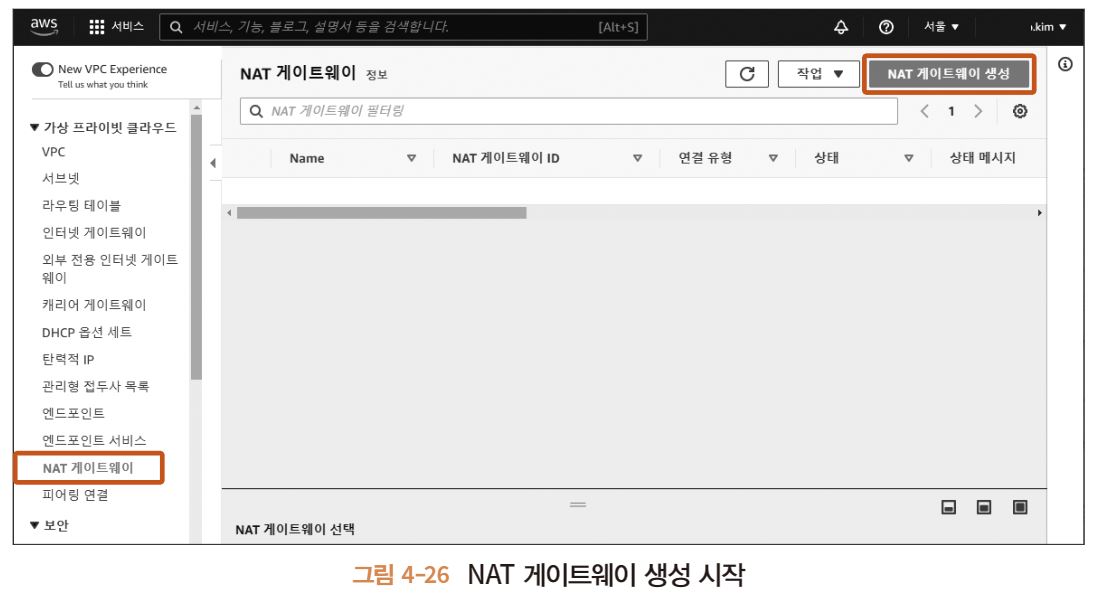 aws 서비스 서비스, 기능, 블로그, 설명서 등을 검색합니다. [Alt+S] 서울 ▼ ı.kim ▼
New VPC Experience
Tell us what you think
▼ 가상 프라이빗 클라우드
VPC
서브넷
라우팅 테이블
인터넷 게이트웨이
외부 전용 인터넷 게이트
웨이
캐리어 게이트웨이
DHCP 옵션 세트
탄력적 IP
관리형 접두사 목록
엔드포인트
엔드포인트 서비스
NAT 게이트웨이
피어링 연결
▼ 보안
NAT 게이트웨이 정보 작업 ▼ NAT 게이트웨이 생성
NAT 게이트웨이 필터링 1
Name NAT 게이트웨이 ID 연결 유형 상태 상태 메시지
NAT 게이트웨이 선택
그림 4-26 NAT 게이트웨이 생성 시작